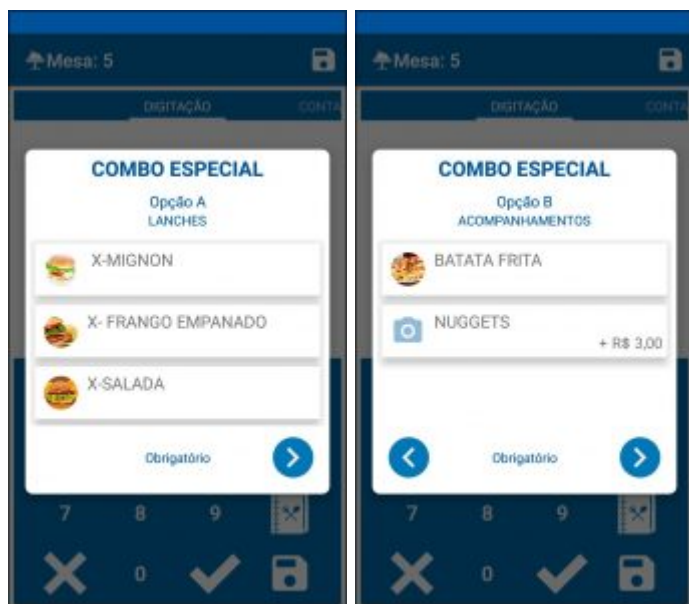 Mesa: 5
DIGITAÇÃO
CONTA
COMBO ESPECIAL
Opção A
LANCHES
X-MIGNON
X- FRANGO EMPANADO
X-SALADA
Obrigatório
7 8 9
0
Mesa: 5
DIGITAÇÃO
CONTA
COMBO ESPECIAL
Opção B
ACOMPANHAMENTOS
BATATA FRITA
NUGGETS
+ R$ 3,00
Obrigatório
7 8 9
0